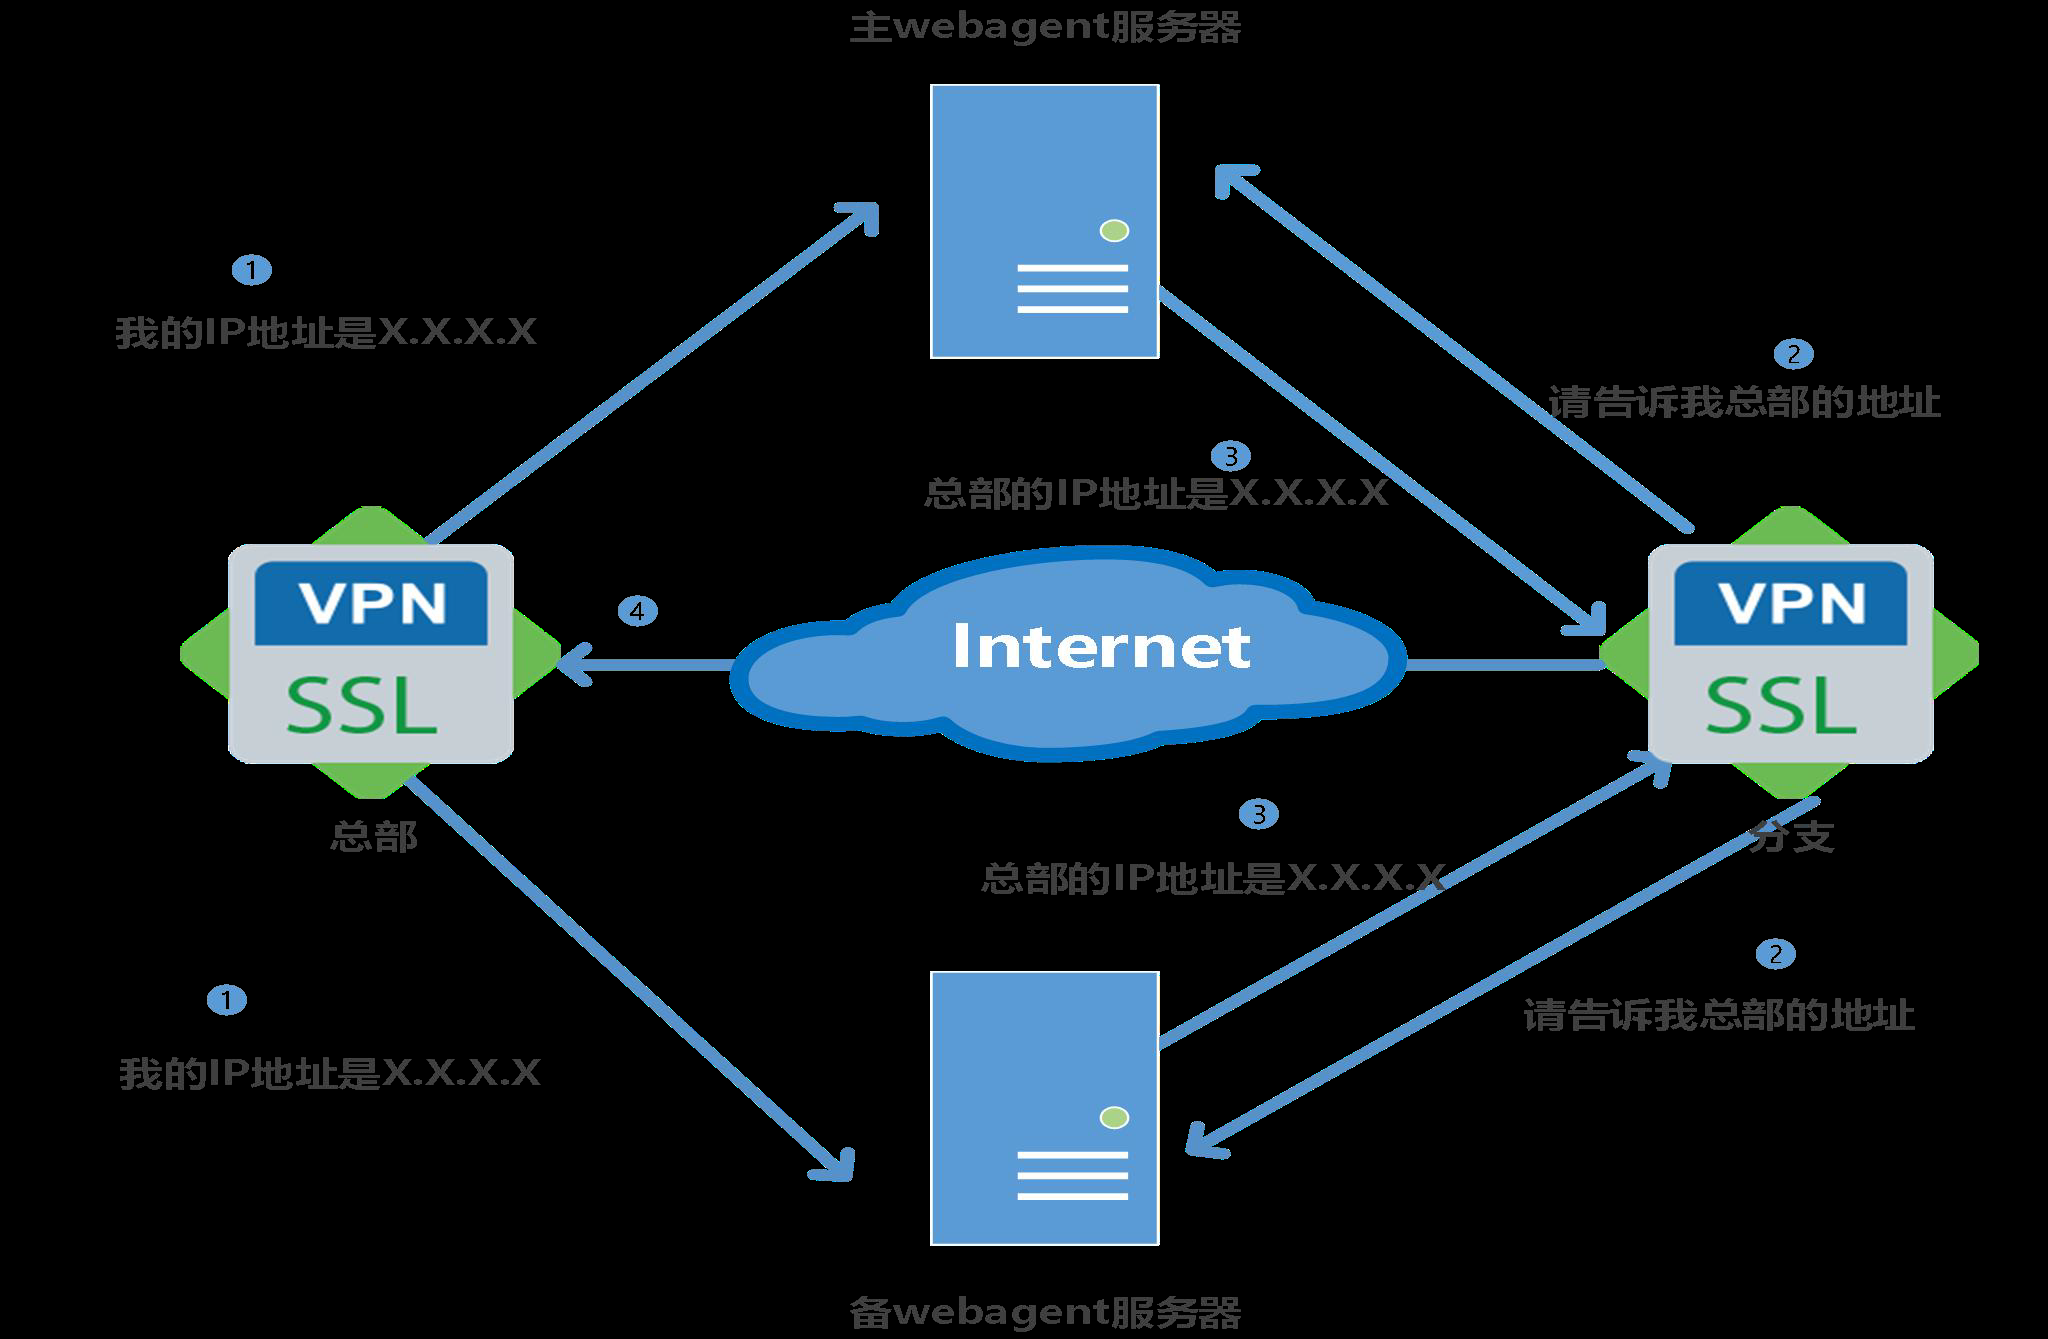 主webagent服务器
①
我的IP地址是X.X.X.X
②
请告诉我总部的地址
③
总部的IP地址是X.X.X.X
VPN
SSL
总部
④
Internet
VPN
SSL
分支
③
总部的IP地址是X.X.X.X
②
请告诉我总部的地址
①
我的IP地址是X.X.X.X
备webagent服务器